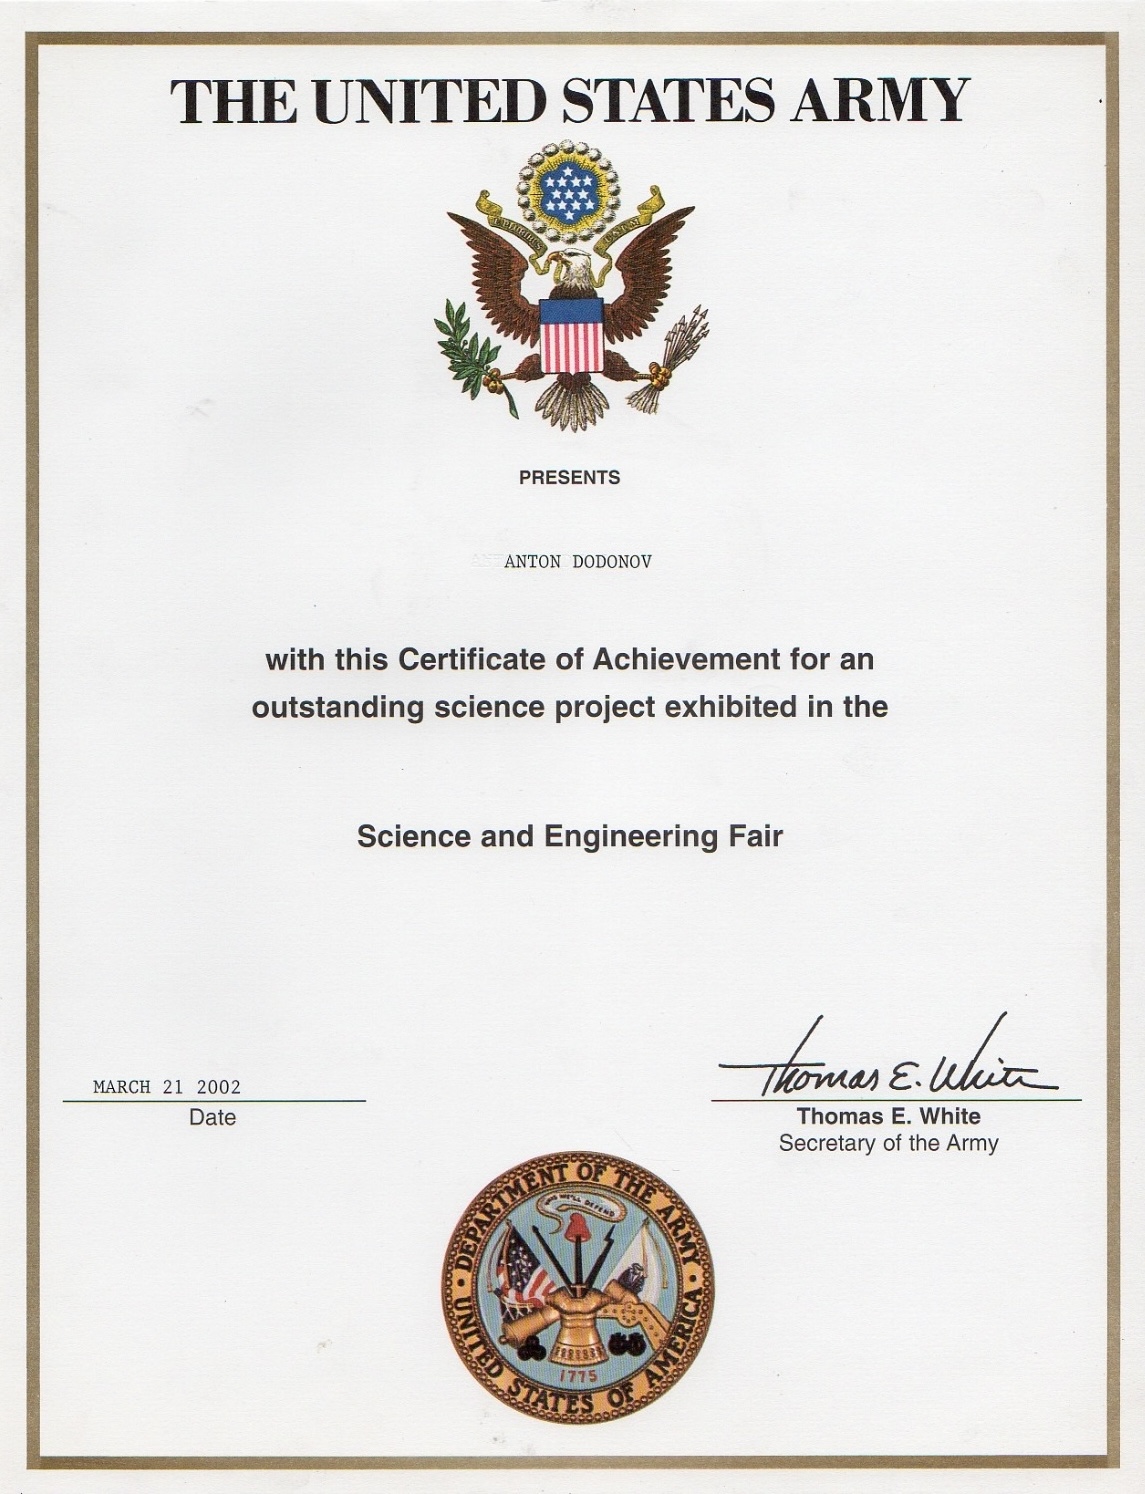 THE UNITED STATES ARMY
PRESENTS
ANTON DODONOV
with this Certificate of Achievement for an
outstanding science project exhibited in the
Science and Engineering Fair
MARCH 21 2002
Date
Thomas E. White
Thomas E. White
Secretary of the Army
DEPARTMENT OF THE ARMY
THIS WE'LL DEFEND
1775
UNITED STATES OF AMERICA